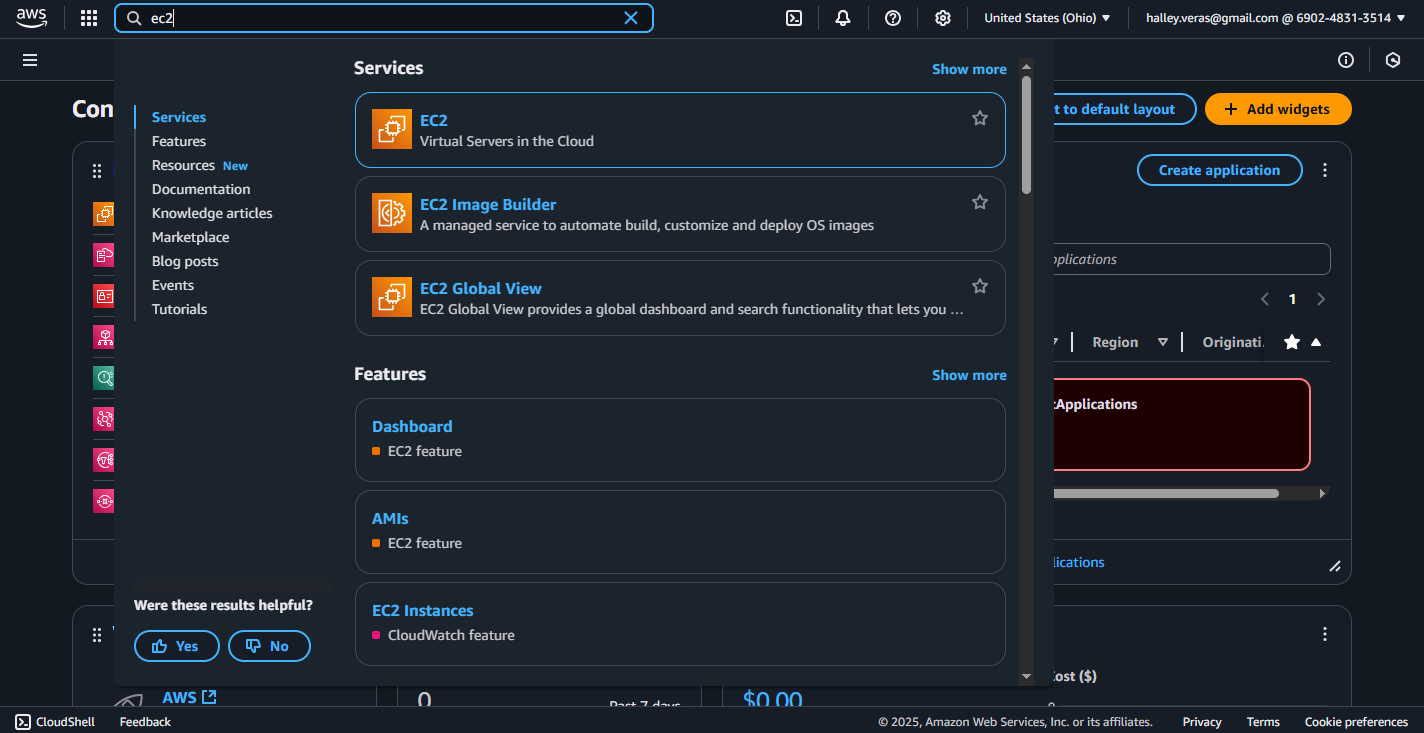 aws
ec2
United States (Ohio)
halley.veras@gmail.com @ 6902-4831-3514
Con
t to default layout
+ Add widgets
Services
Show more
Services
Features
Resources New
Documentation
Knowledge articles
Marketplace
Blog posts
Events
Tutorials
EC2
Virtual Servers in the Cloud
EC2 Image Builder
A managed service to automate build, customize and deploy OS images
EC2 Global View
EC2 Global View provides a global dashboard and search functionality that lets you …
Features
Show more
Dashboard
EC2 feature
AMIs
EC2 feature
EC2 Instances
CloudWatch feature
Were these results helpful?
Yes
No
Create application
pplications
1
Region
Originati
:Applications
lications
AWS
0
Past 7 days
$0.00
ost ($)
CloudShell
Feedback
© 2025, Amazon Web Services, Inc. or its affiliates.
Privacy
Terms
Cookie preferences